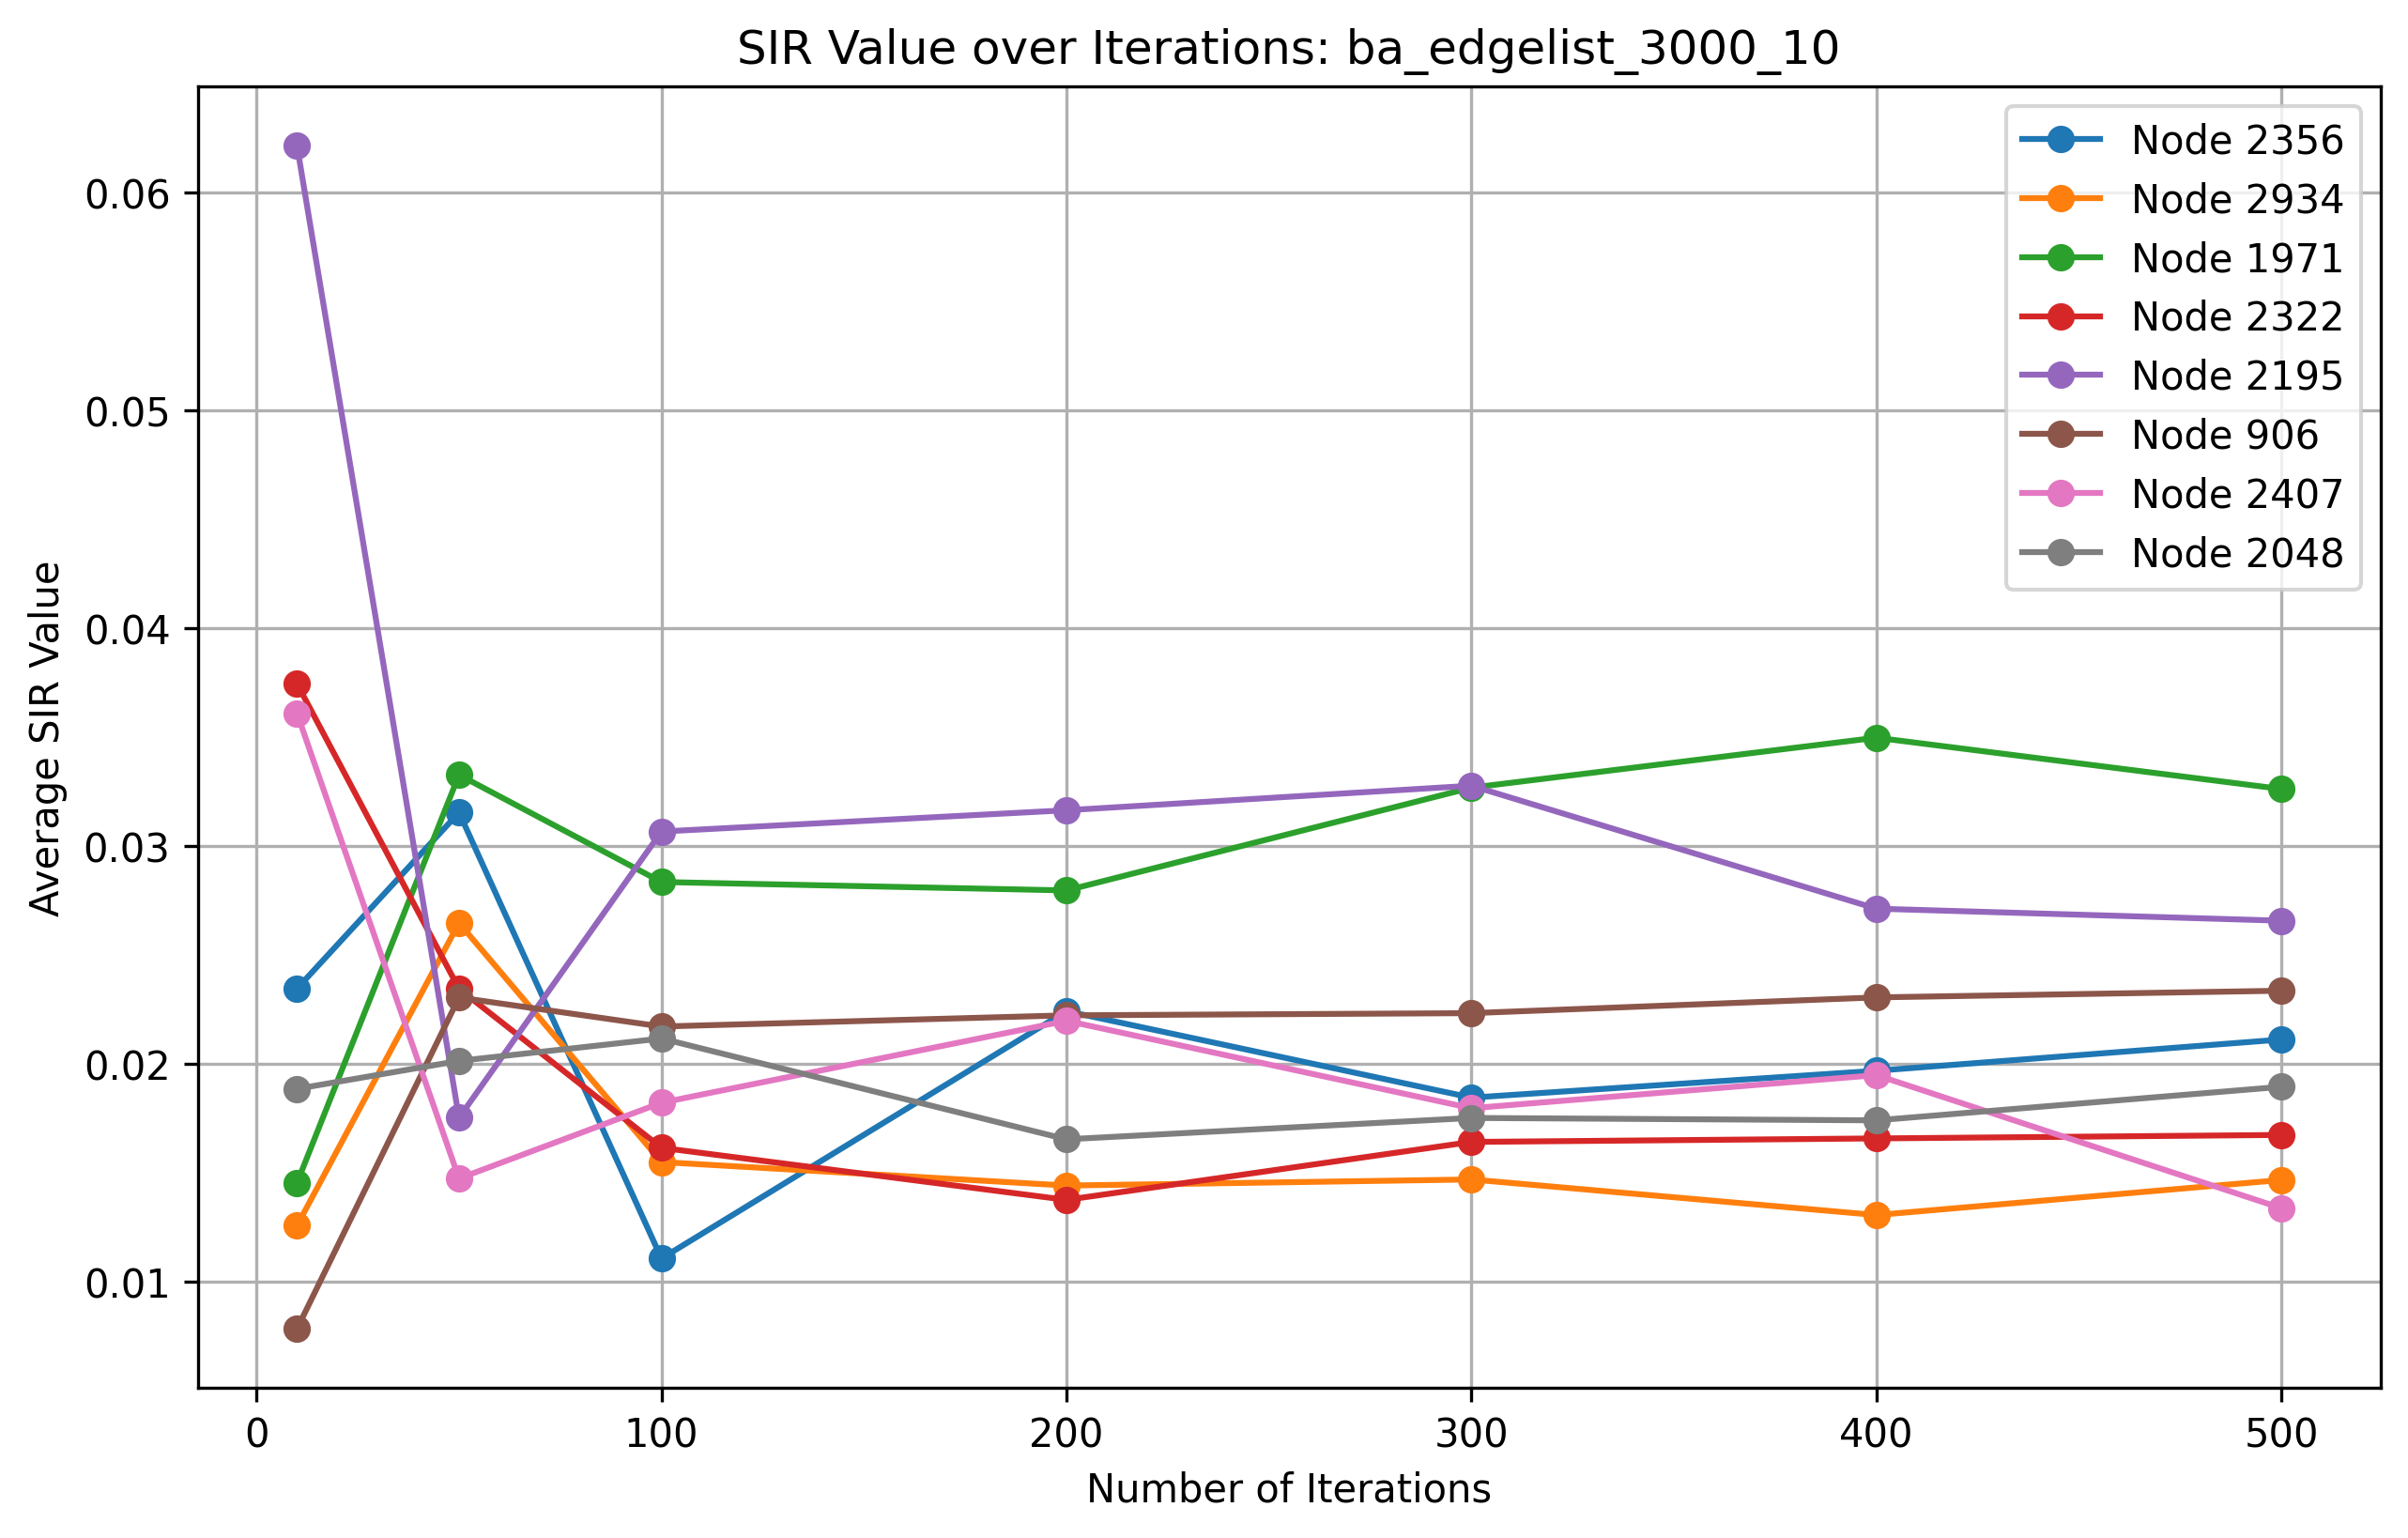 SIR Value over Iterations: ba_edgelist_3000_10
Average SIR Value
0.06
0.05
0.04
0.03
0.02
0.01
0 100 200 300 400 500
Number of Iterations
Node 2356
Node 2934
Node 1971
Node 2322
Node 2195
Node 906
Node 2407
Node 2048